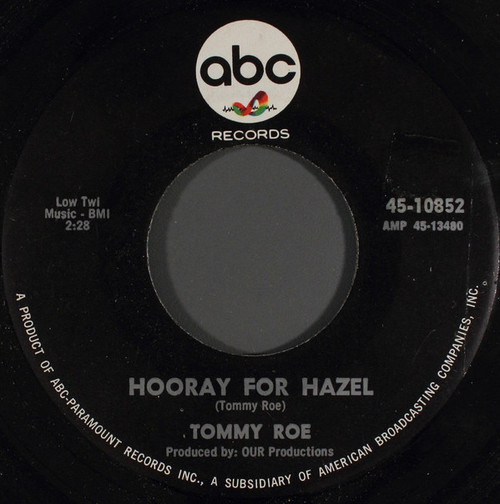 abc
RECORDS
Low Twi
Music - BMI
2:28
45-10852
AMP 45-13480
HOORAY FOR HAZEL
(Tommy Roe)
TOMMY ROE
Produced by: OUR Productions
A PRODUCT OF ABC-PARAMOUNT RECORDS INC., A SUBSIDIARY OF AMERICAN BROADCASTING COMPANIES, INC.